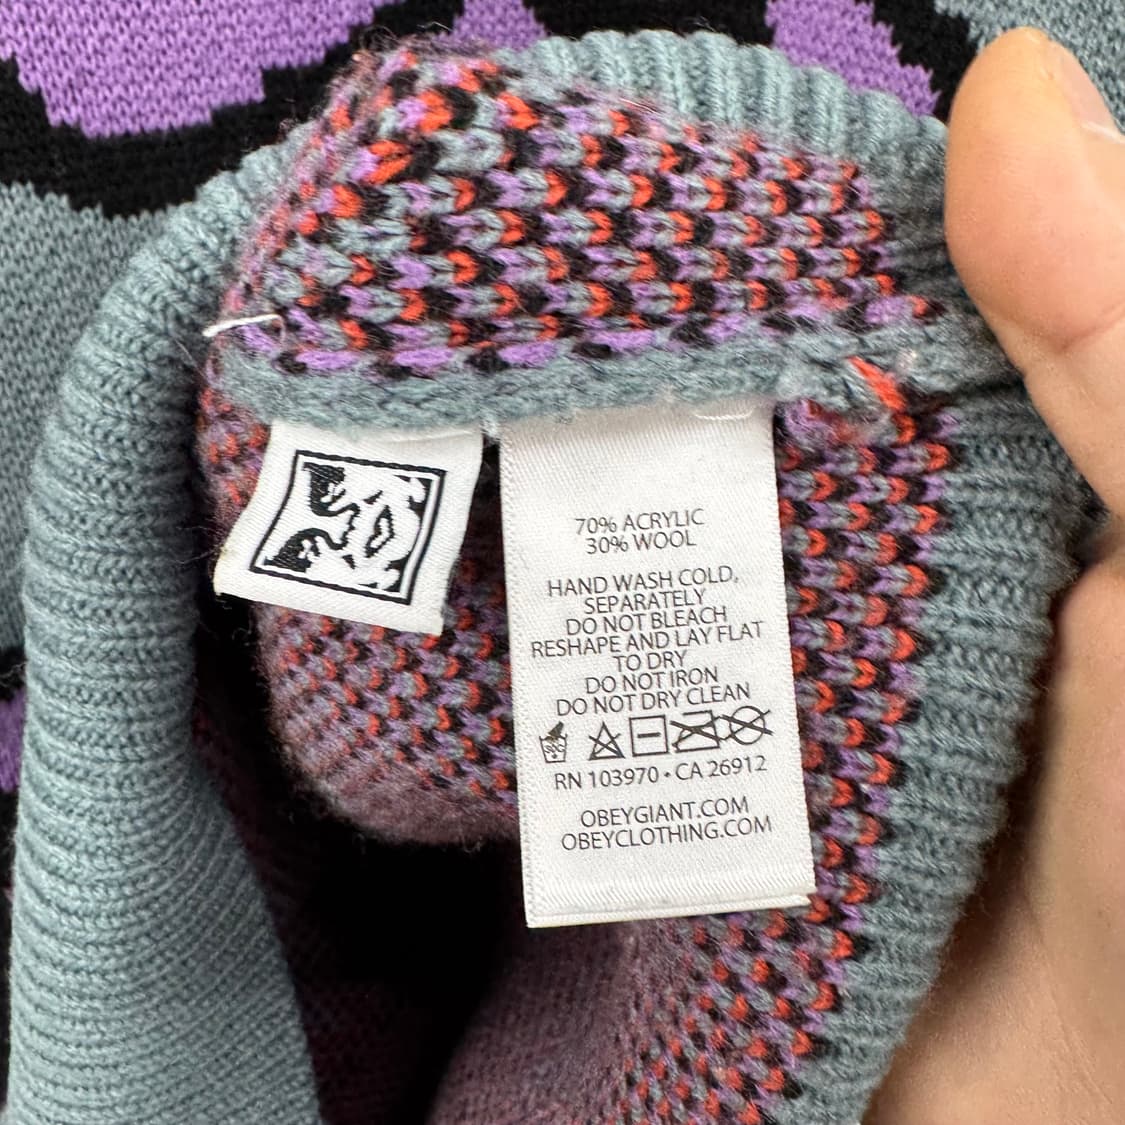 70% ACRYLIC
30% WOOL
HAND WASH COLD,
SEPARATELY
DO NOT BLEACH
RESHAPE AND LAY FLAT
TO DRY
DO NOT IRON
DO NOT DRY CLEAN
RN 103970 • CA 26912
OBEYGIANT.COM
OBEYCLOTHING.COM